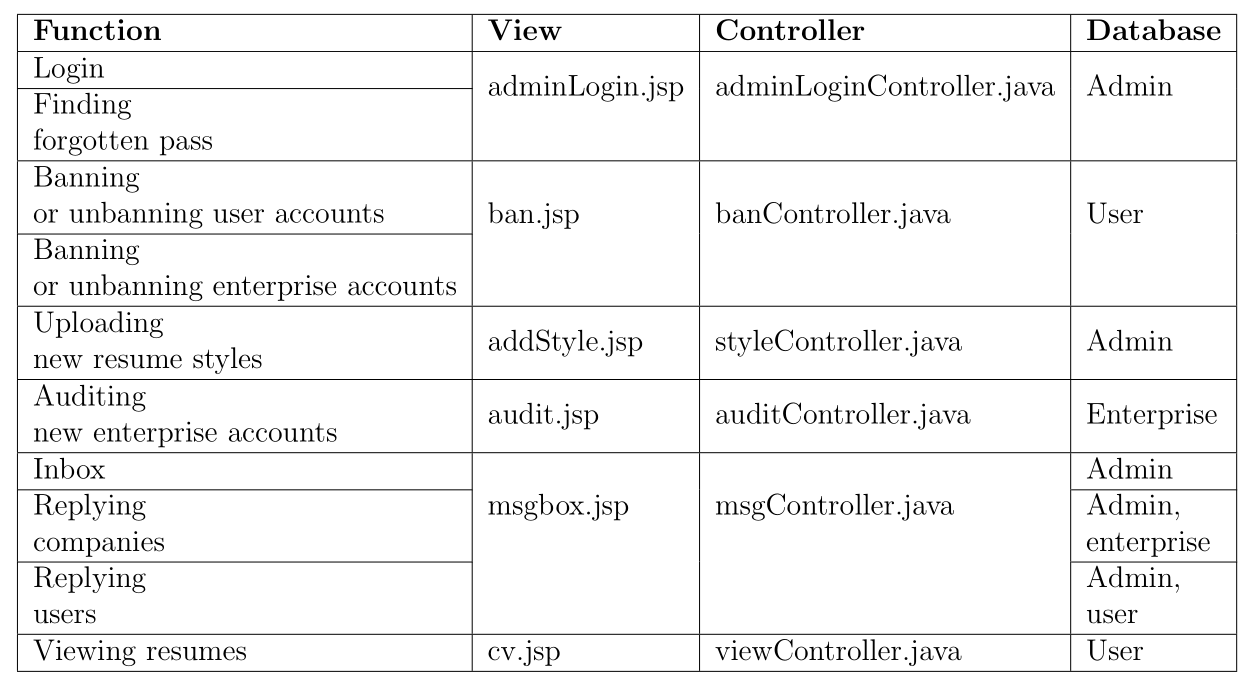 Function View Controller Database
Login
adminLogin.jsp adminLoginController.java Admin
Finding
forgotten pass
Banning
or unbanning user accounts ban.jsp banController.java User
Banning
or unbanning enterprise accounts
Uploading
new resume styles addStyle.jsp styleController.java Admin
Auditing
new enterprise accounts audit.jsp auditController.java Enterprise
Inbox Admin
Replying msgbox.jsp msgController.java Admin,
companies enterprise
Replying Admin,
users user
Viewing resumes cv.jsp viewController.java User